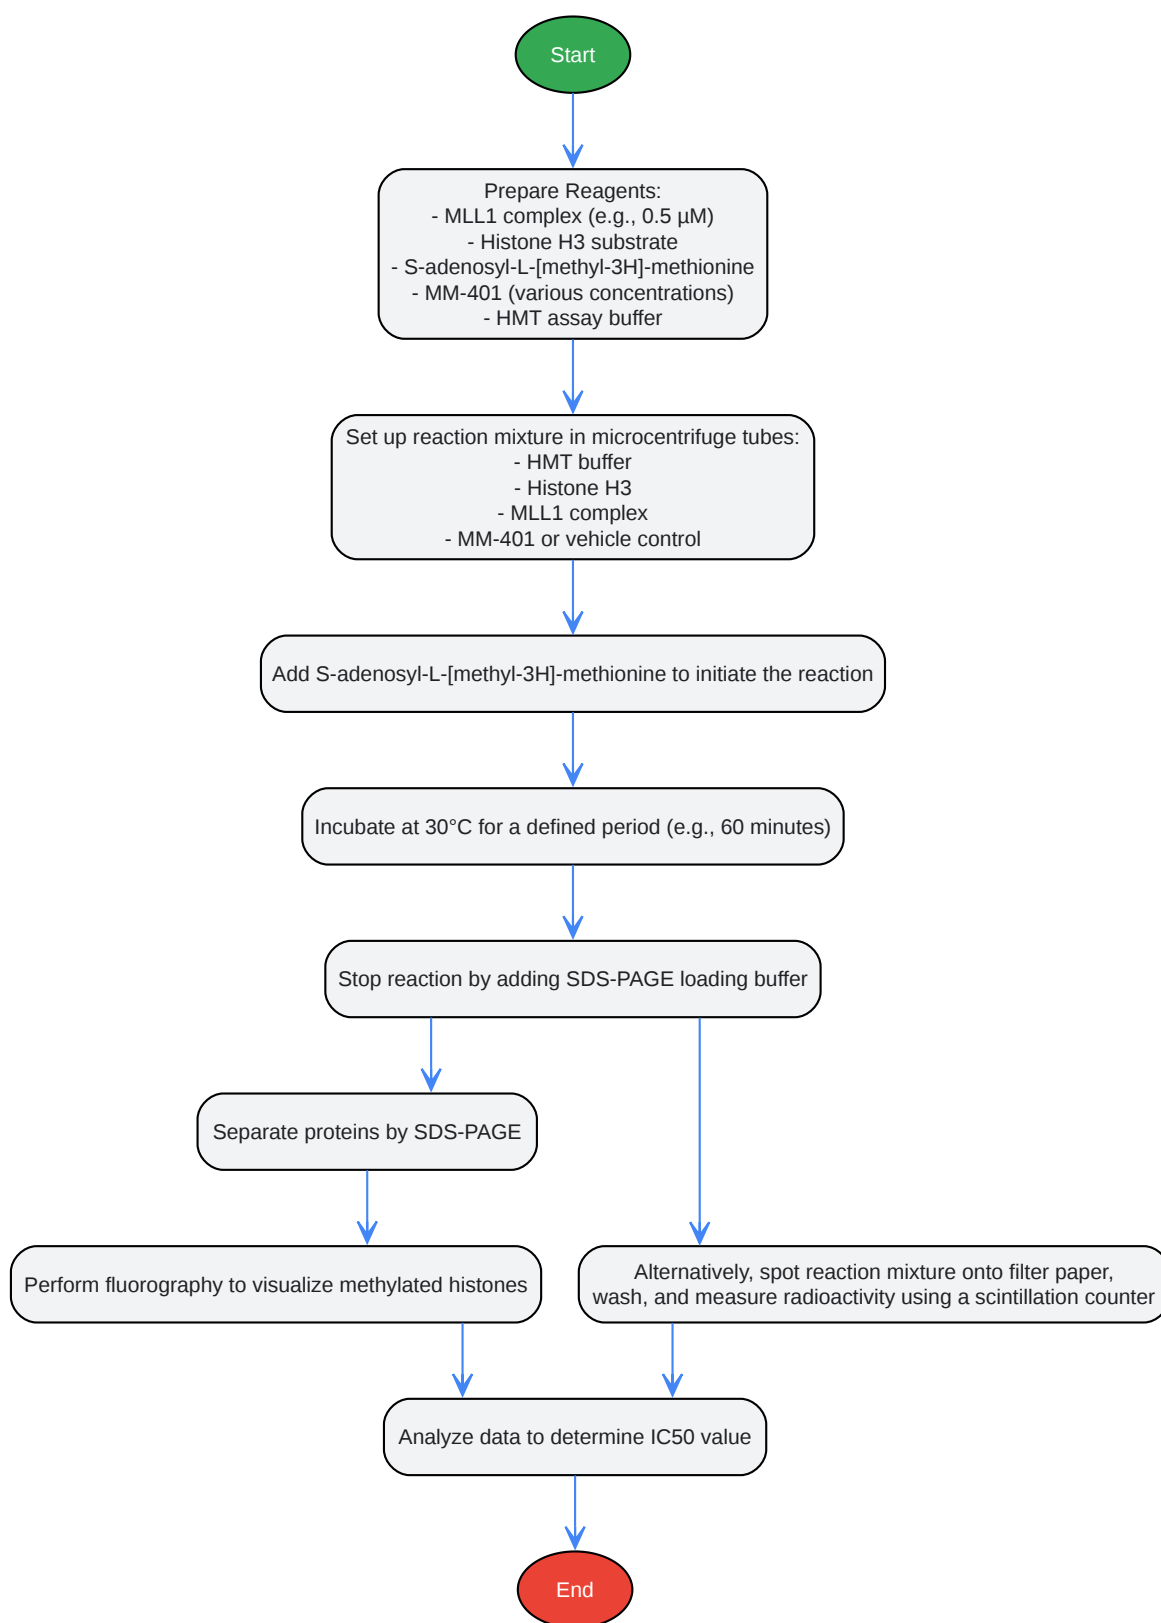 Start
Prepare Reagents:
- MLL1 complex (e.g., 0.5 µM)
- Histone H3 substrate
- S-adenosyl-L-[methyl-3H]-methionine
- MM-401 (various concentrations)
- HMT assay buffer
Set up reaction mixture in microcentrifuge tubes:
- HMT buffer
- Histone H3
- MLL1 complex
- MM-401 or vehicle control
Add S-adenosyl-L-[methyl-3H]-methionine to initiate the reaction
Incubate at 30°C for a defined period (e.g., 60 minutes)
Stop reaction by adding SDS-PAGE loading buffer
Separate proteins by SDS-PAGE
Perform fluorography to visualize methylated histones
Alternatively, spot reaction mixture onto filter paper,
wash, and measure radioactivity using a scintillation counter
Analyze data to determine IC50 value
End